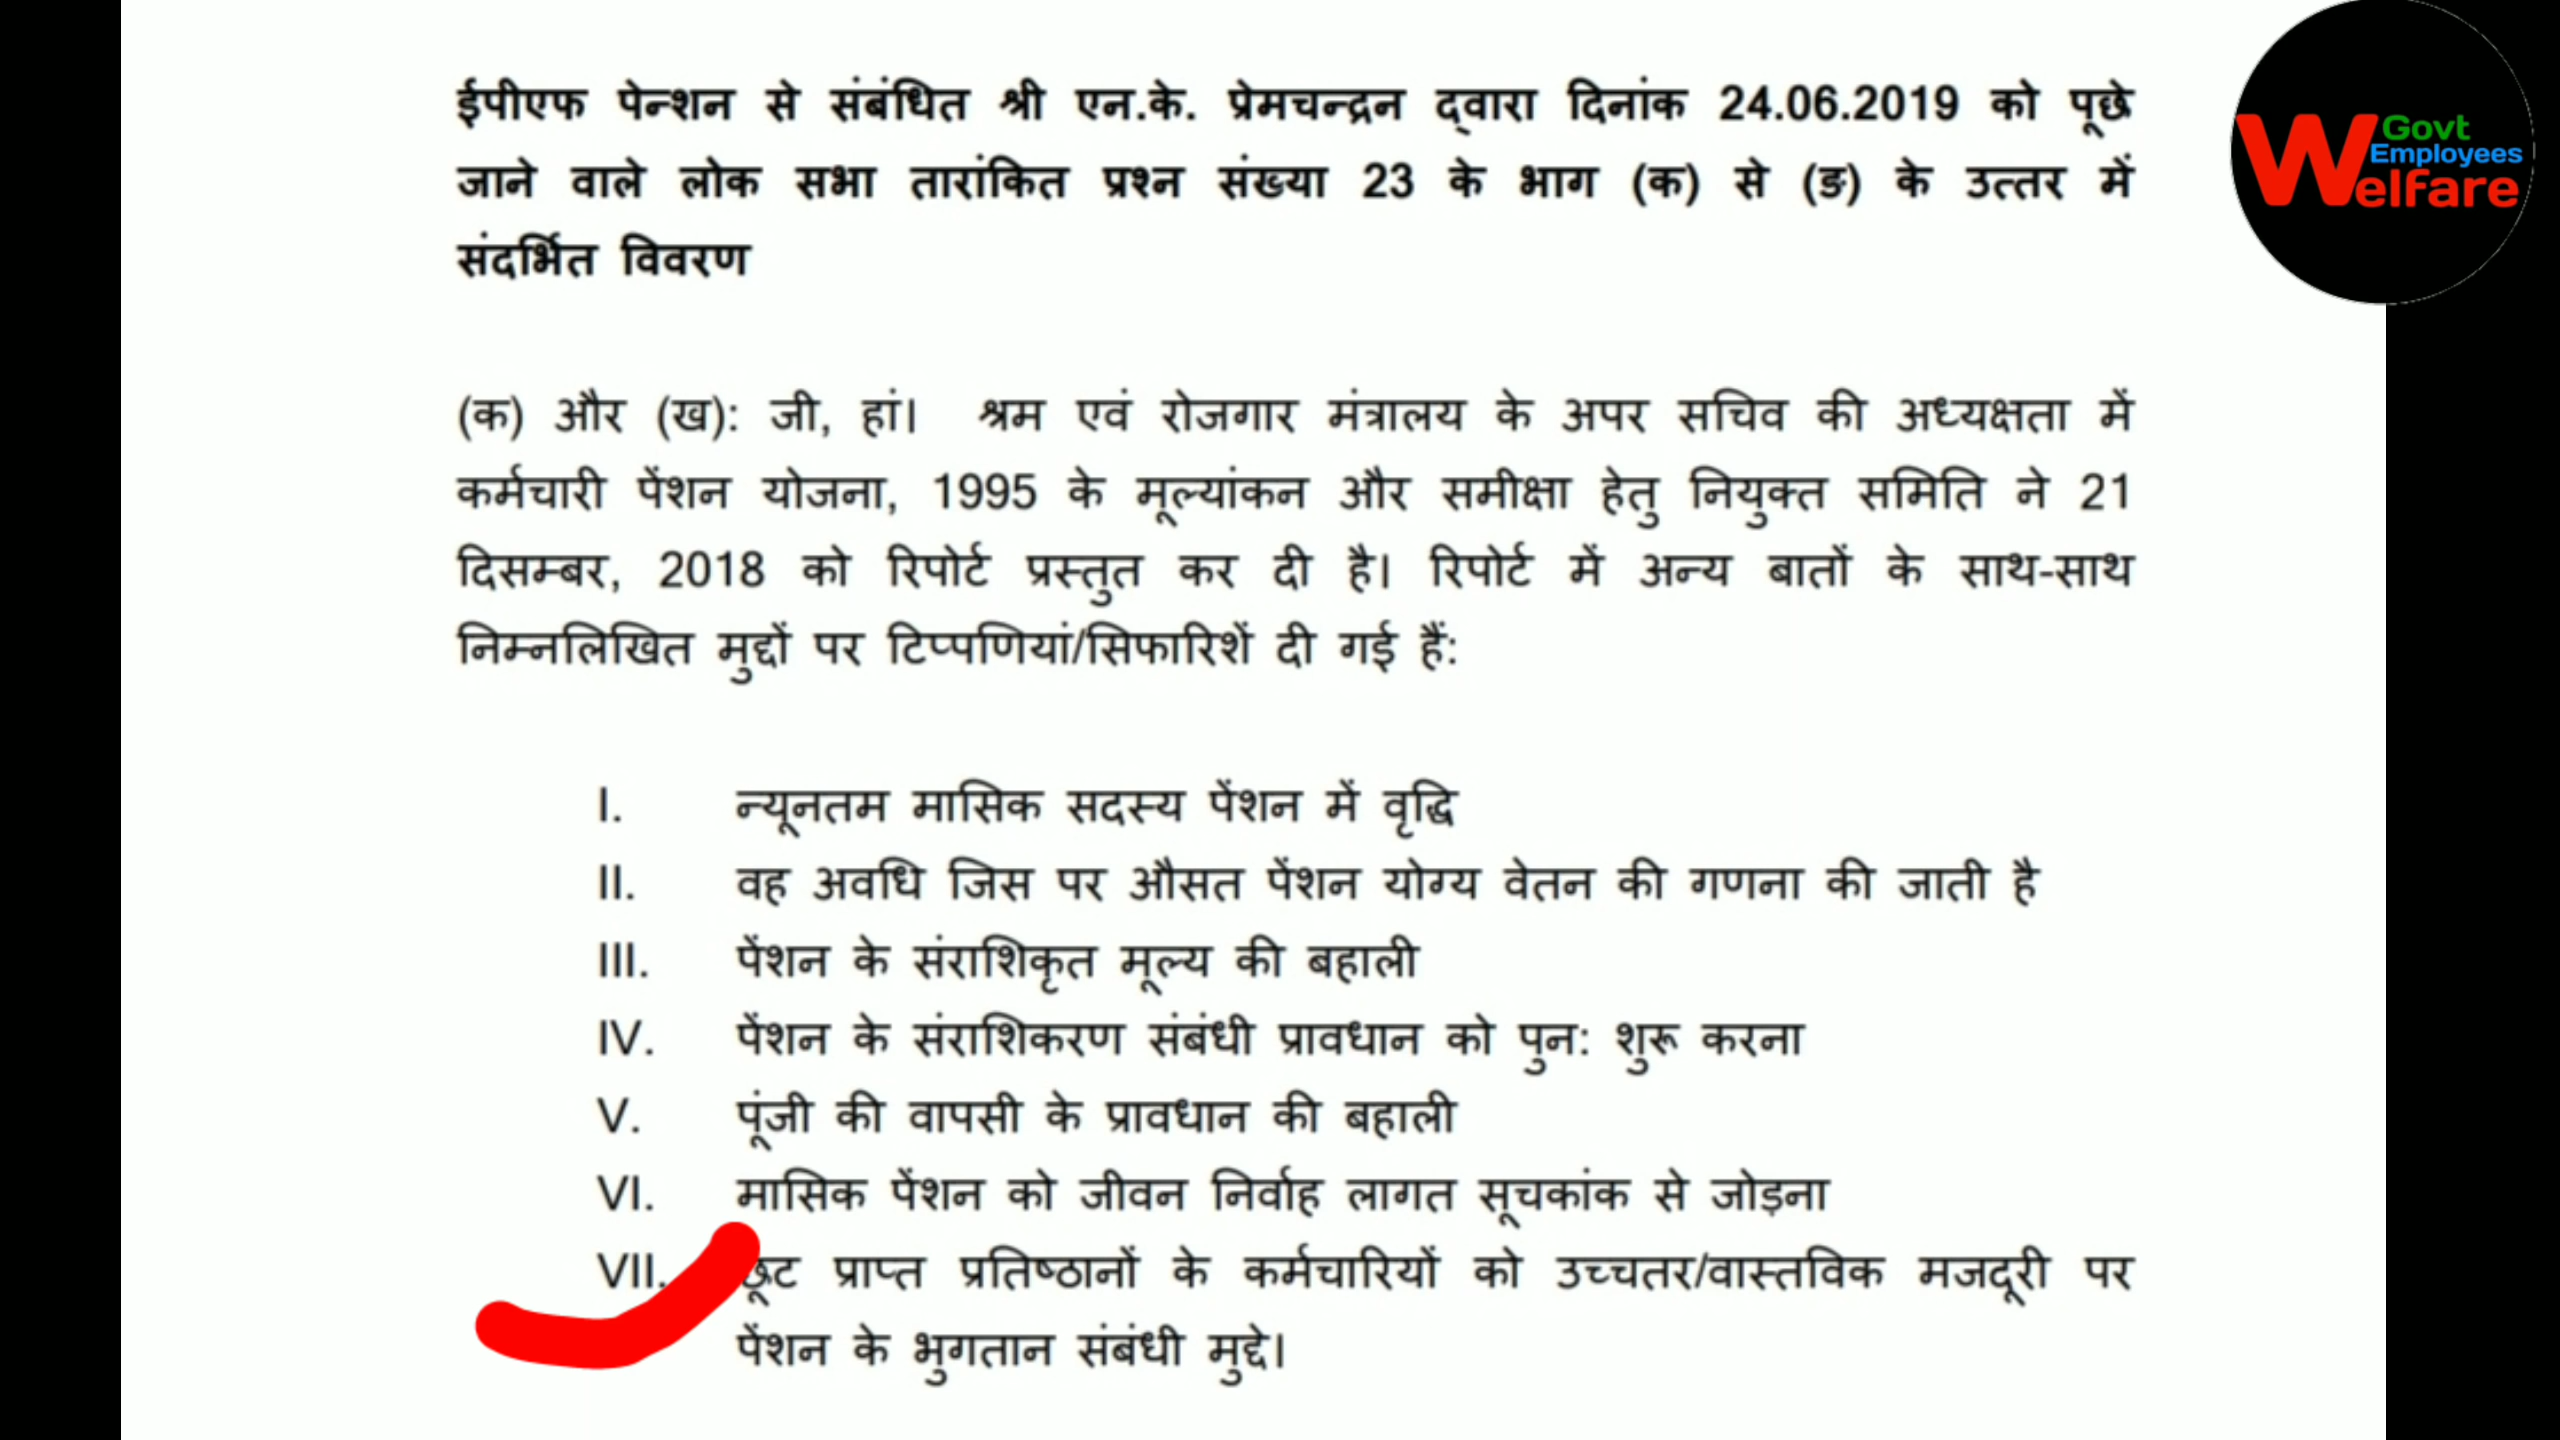 ईपीएफ पेन्शन से संबंधित श्री एन.के. प्रेमचन्द्रन द्वारा दिनांक 24.06.2019 को पूछे
जाने वाले लोक सभा तारांकित प्रश्न संख्या 23 के भाग (क) से (ङ) के उत्तर में
संदर्भित विवरण
Govt
Employees
Welfare
(क) और (ख): जी, हां। श्रम एवं रोजगार मंत्रालय के अपर सचिव की अध्यक्षता में
कर्मचारी पेंशन योजना, 1995 के मूल्यांकन और समीक्षा हेतु नियुक्त समिति ने 21
दिसम्बर, 2018 को रिपोर्ट प्रस्तुत कर दी है। रिपोर्ट में अन्य बातों के साथ-साथ
निम्नलिखित मुद्दों पर टिप्पणियां/सिफारिशें दी गई हैं:
I. न्यूनतम मासिक सदस्य पेंशन में वृद्धि
II. वह अवधि जिस पर औसत पेंशन योग्य वेतन की गणना की जाती है
III. पेंशन के संराशिकृत मूल्य की बहाली
IV. पेंशन के संराशिकरण संबंधी प्रावधान को पुन: शुरू करना
V. पूंजी की वापसी के प्रावधान की बहाली
VI. मासिक पेंशन को जीवन निर्वाह लागत सूचकांक से जोड़ना
VII. छूट प्राप्त प्रतिष्ठानों के कर्मचारियों को उच्चतर/वास्तविक मजदूरी पर
पेंशन के भुगतान संबंधी मुद्दे।